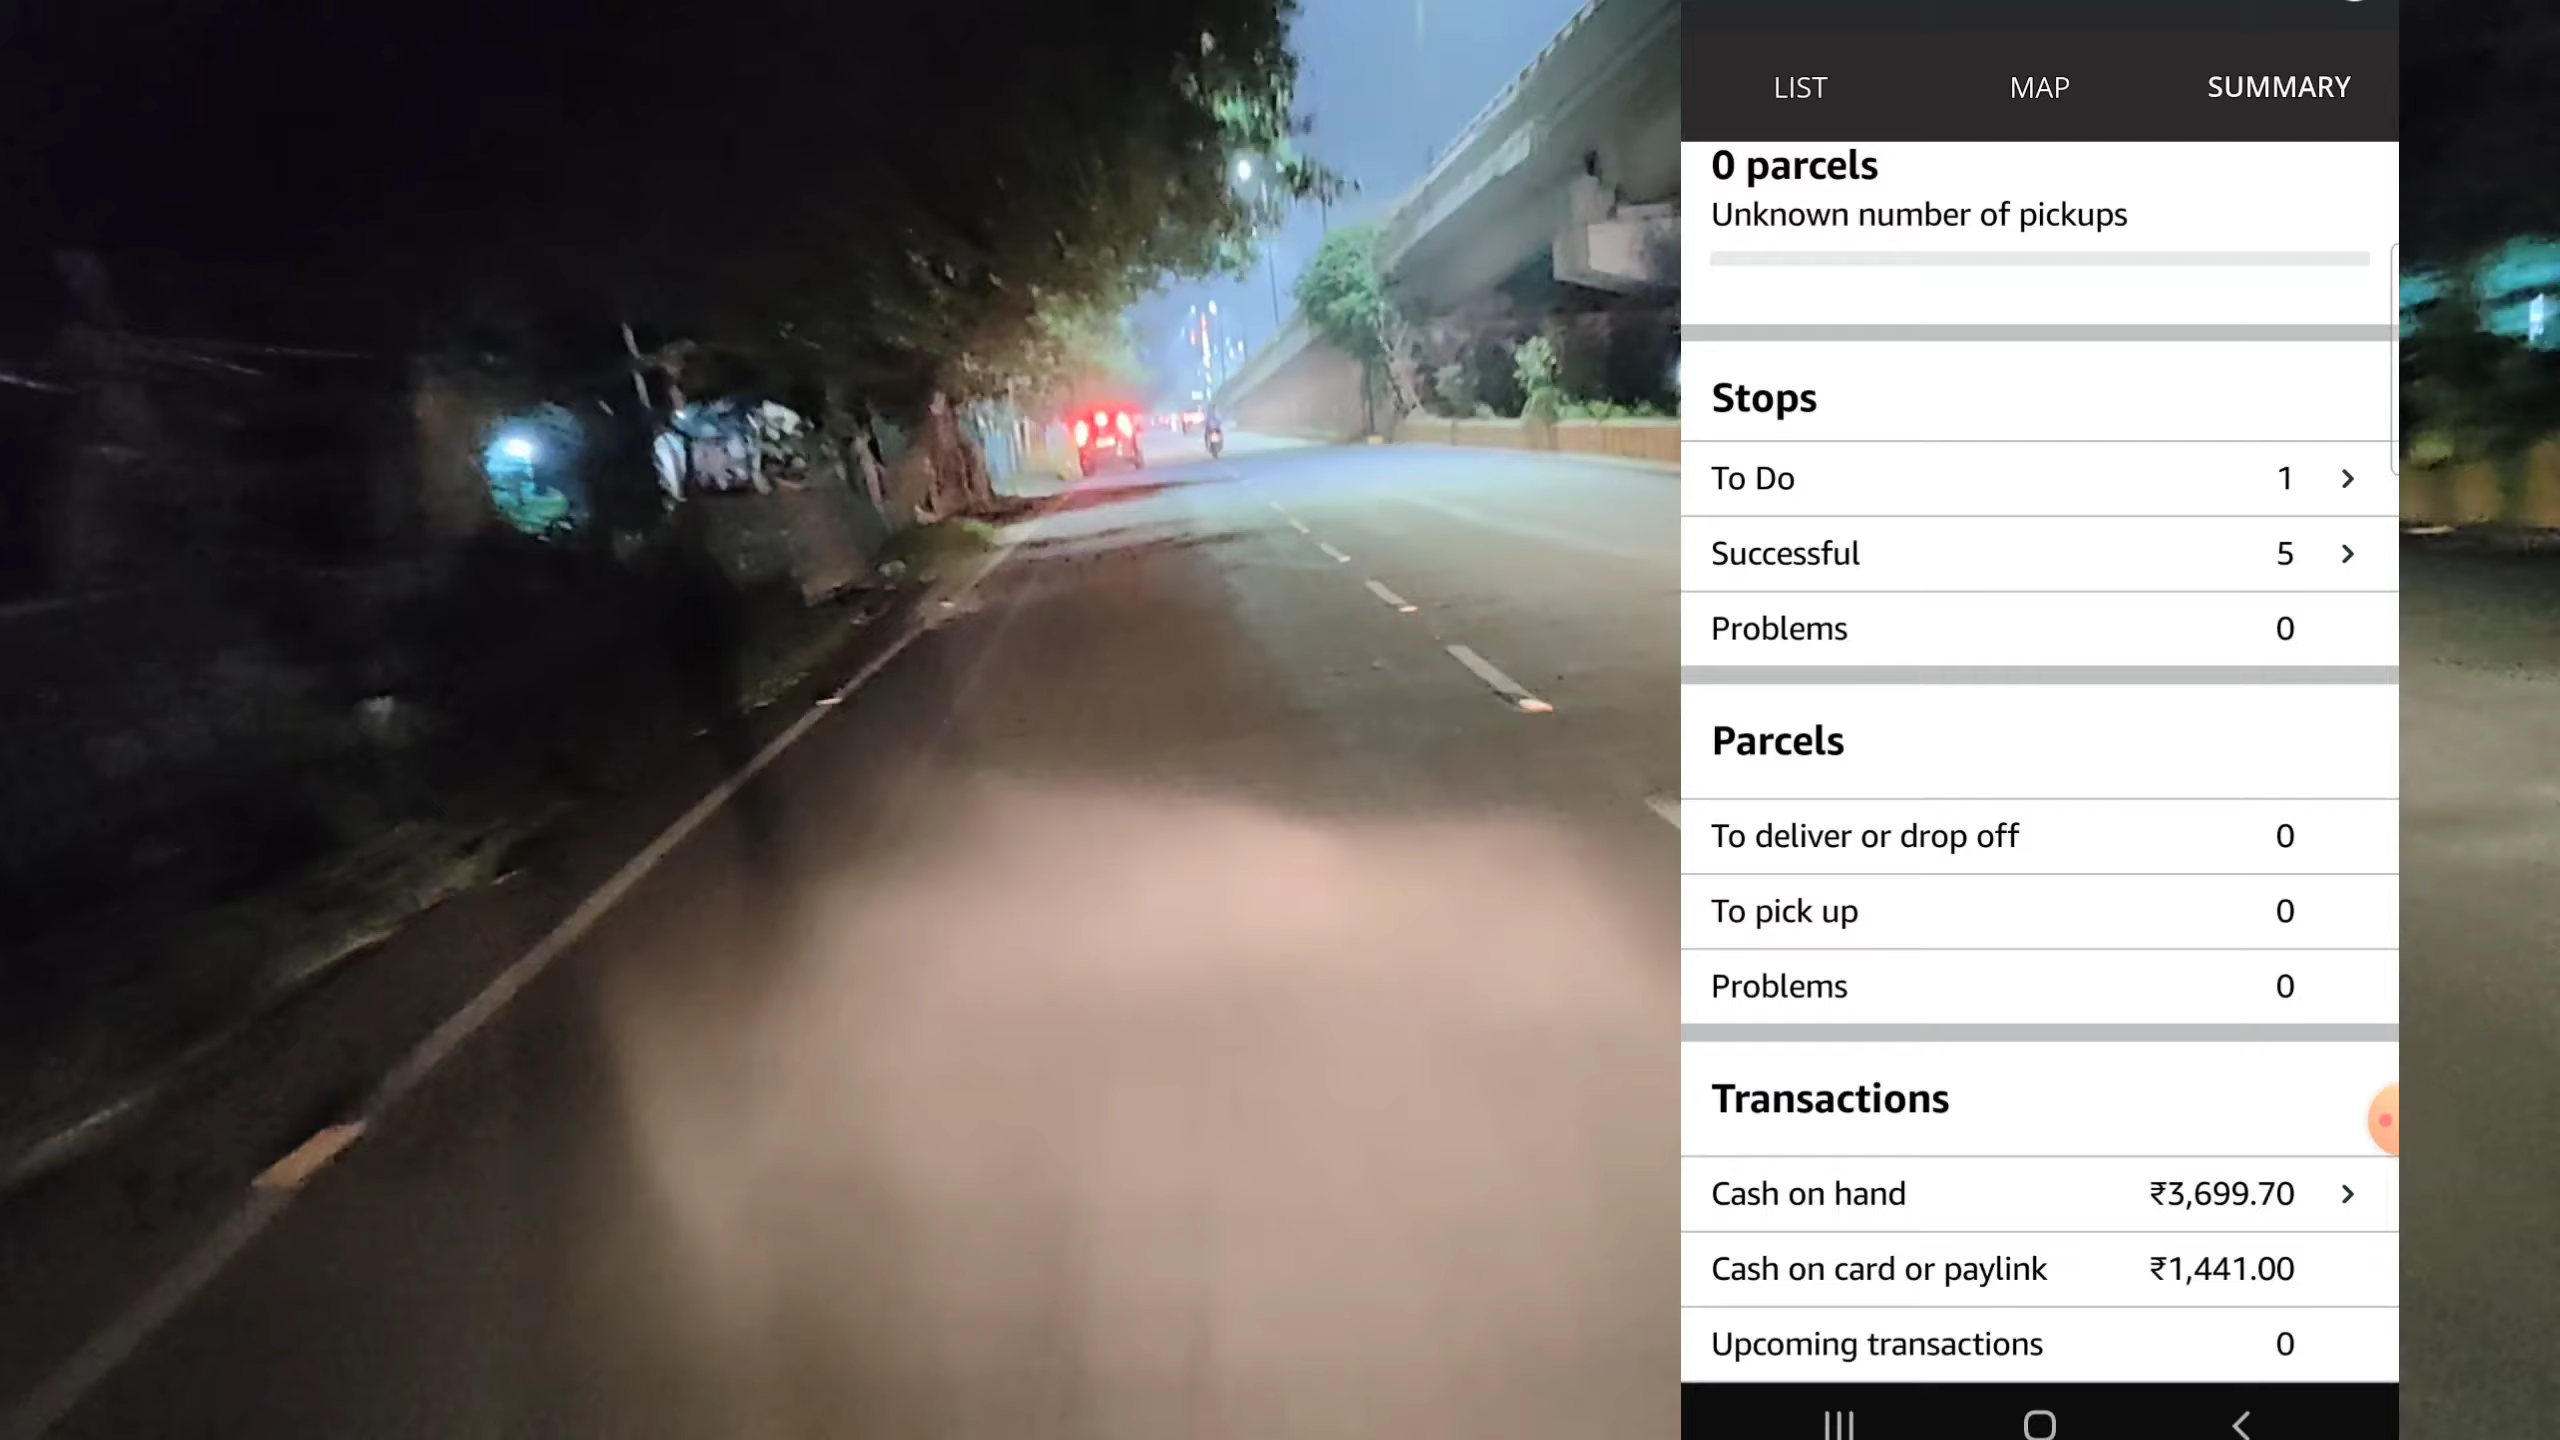 LIST MAP SUMMARY
0 parcels
Unknown number of pickups
Stops
To Do 1
Successful 5
Problems 0
Parcels
To deliver or drop off 0
To pick up 0
Problems 0
Transactions
Cash on hand ₹3,699.70
Cash on card or paylink ₹1,441.00
Upcoming transactions 0